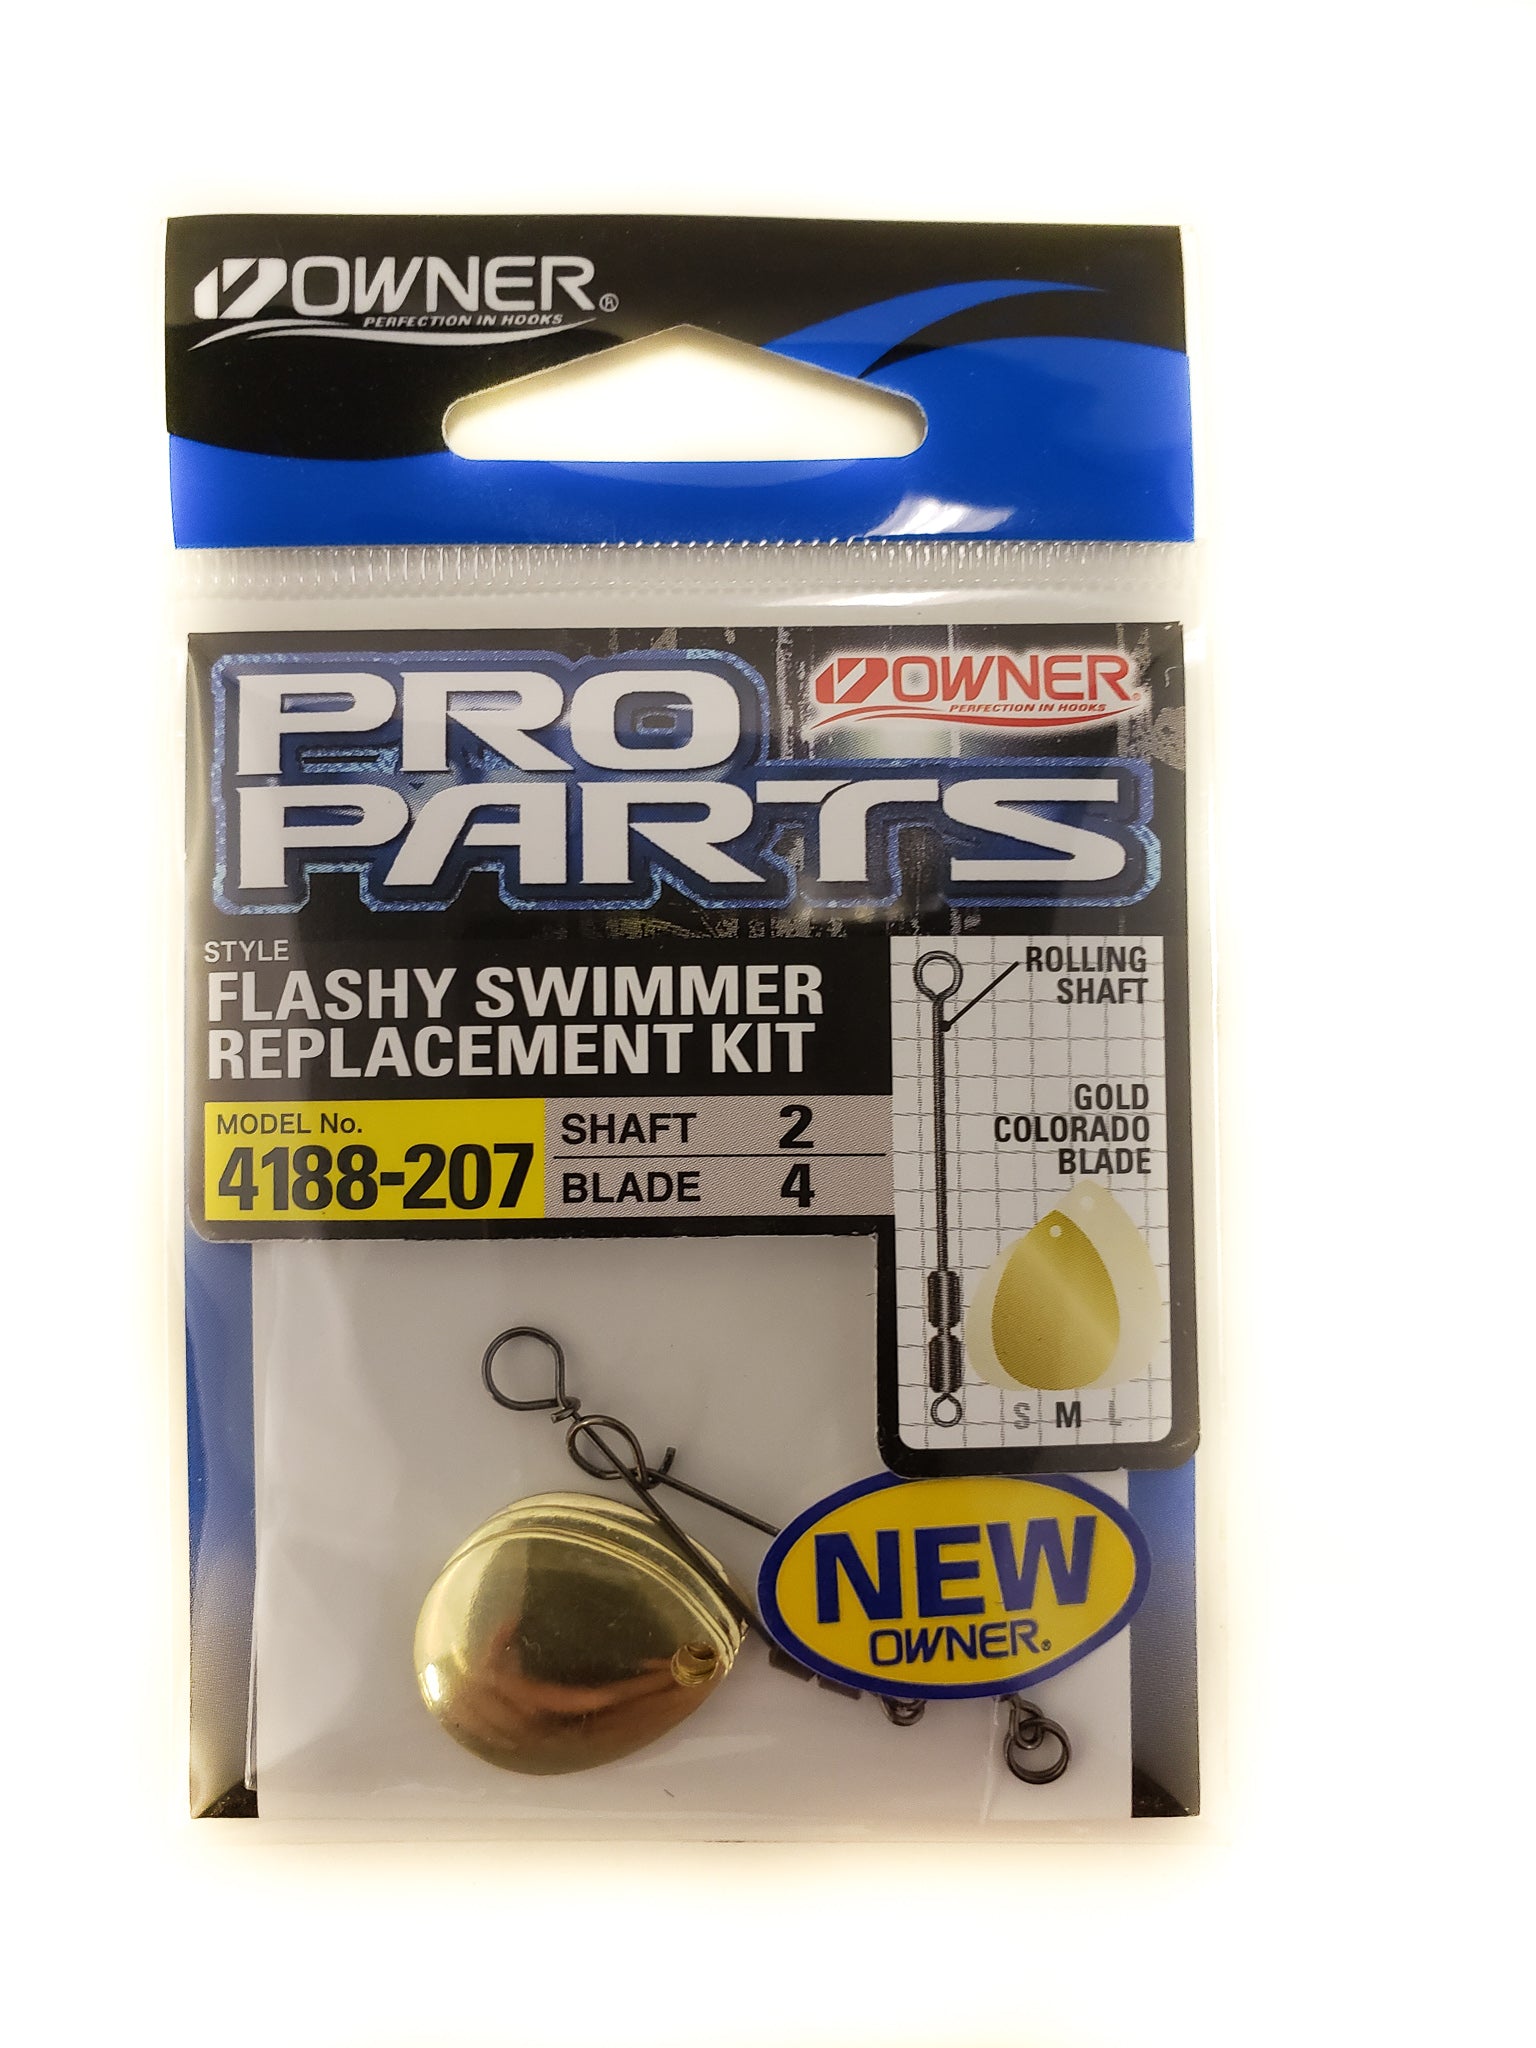 OWNER®
PERFECTION IN HOOKS
PRO
PARTS
OWNER®
PERFECTION IN HOOKS
STYLE
FLASHY SWIMMER
REPLACEMENT KIT
MODEL No.
4188-207
SHAFT 2
BLADE 4
ROLLING
SHAFT
GOLD
COLORADO
BLADE
S M L
NEW
OWNER®